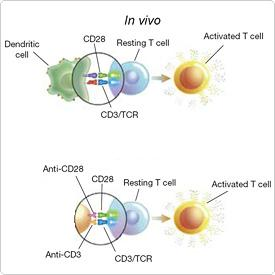 In vivo
Dendritic
cell
CD28
Resting T cell
Activated T cell
CD3/TCR
Anti-CD28
CD28
Resting T cell
Activated T cell
Anti-CD3
CD3/TCR